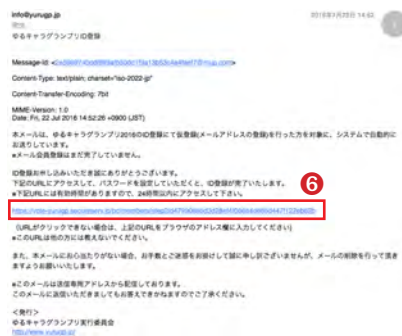 info@yurugp.jp
ゆるキャラグランプリID登録
Content-Type: text/plain; charset="iso-2022-jp"
Content-Transfer-Encoding: 7bit
MIME-Version: 1.0
Date: Fri, 22 Jul 2016 14:52:26 +0900 (JST)
本メールは、ゆるキャラグランプリ2016のID登録にて仮登録(メールアドレスの登録)を行った方を対象に、システムで自動的に
お送りしています。
※メール会員登録はまだ完了していません。
ID登録お申し込みいただき誠にありがとうございます。
下記のURLにアクセスして、パスワードを設定していただくと、ID登録が完了いたします。
※下記URLには有効時間がありますので、24時間以内にアクセスして下さい。
6
(URLがクリックできない場合は、上記のURLをブラウザのアドレス欄に入力してください)
※このURLは他の方には教えないでください。
また、本メールにお心当たりがない場合、お手数とご迷惑をお掛けして誠に申し訳ございませんが、メールの削除を行って頂き
ますようお願いいたします。
※このメールは送信専用アドレスから配信しております。
このメールに返信いただきましてもお答えできかねますのでご了承ください。
<発行>
ゆるキャラグランプリ実行委員会
http://www.yurugp.jp/